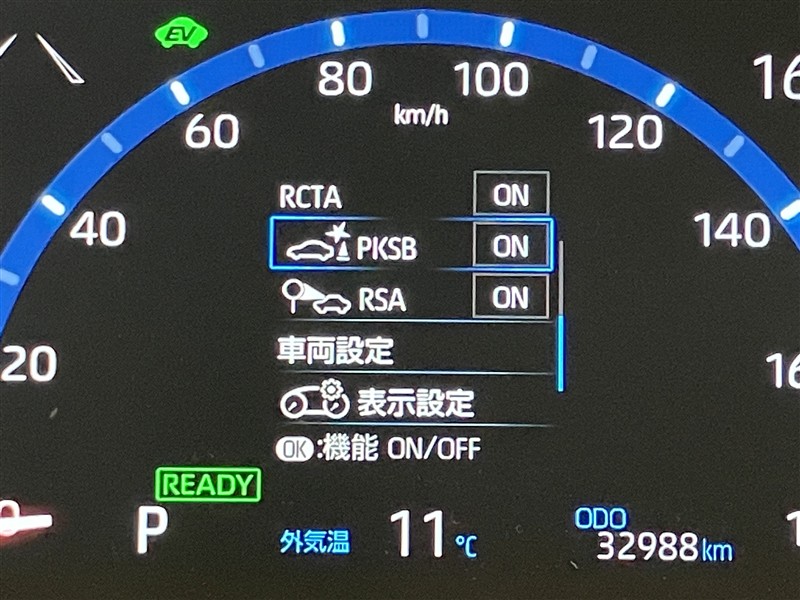 EV
80 100
km/h
60 120
40 140
20
RCTA ON
PKSB ON
RSA ON
車両設定
表示設定
OK:機能 ON/OFF
READY
P
外気温 11℃
ODO
32988km